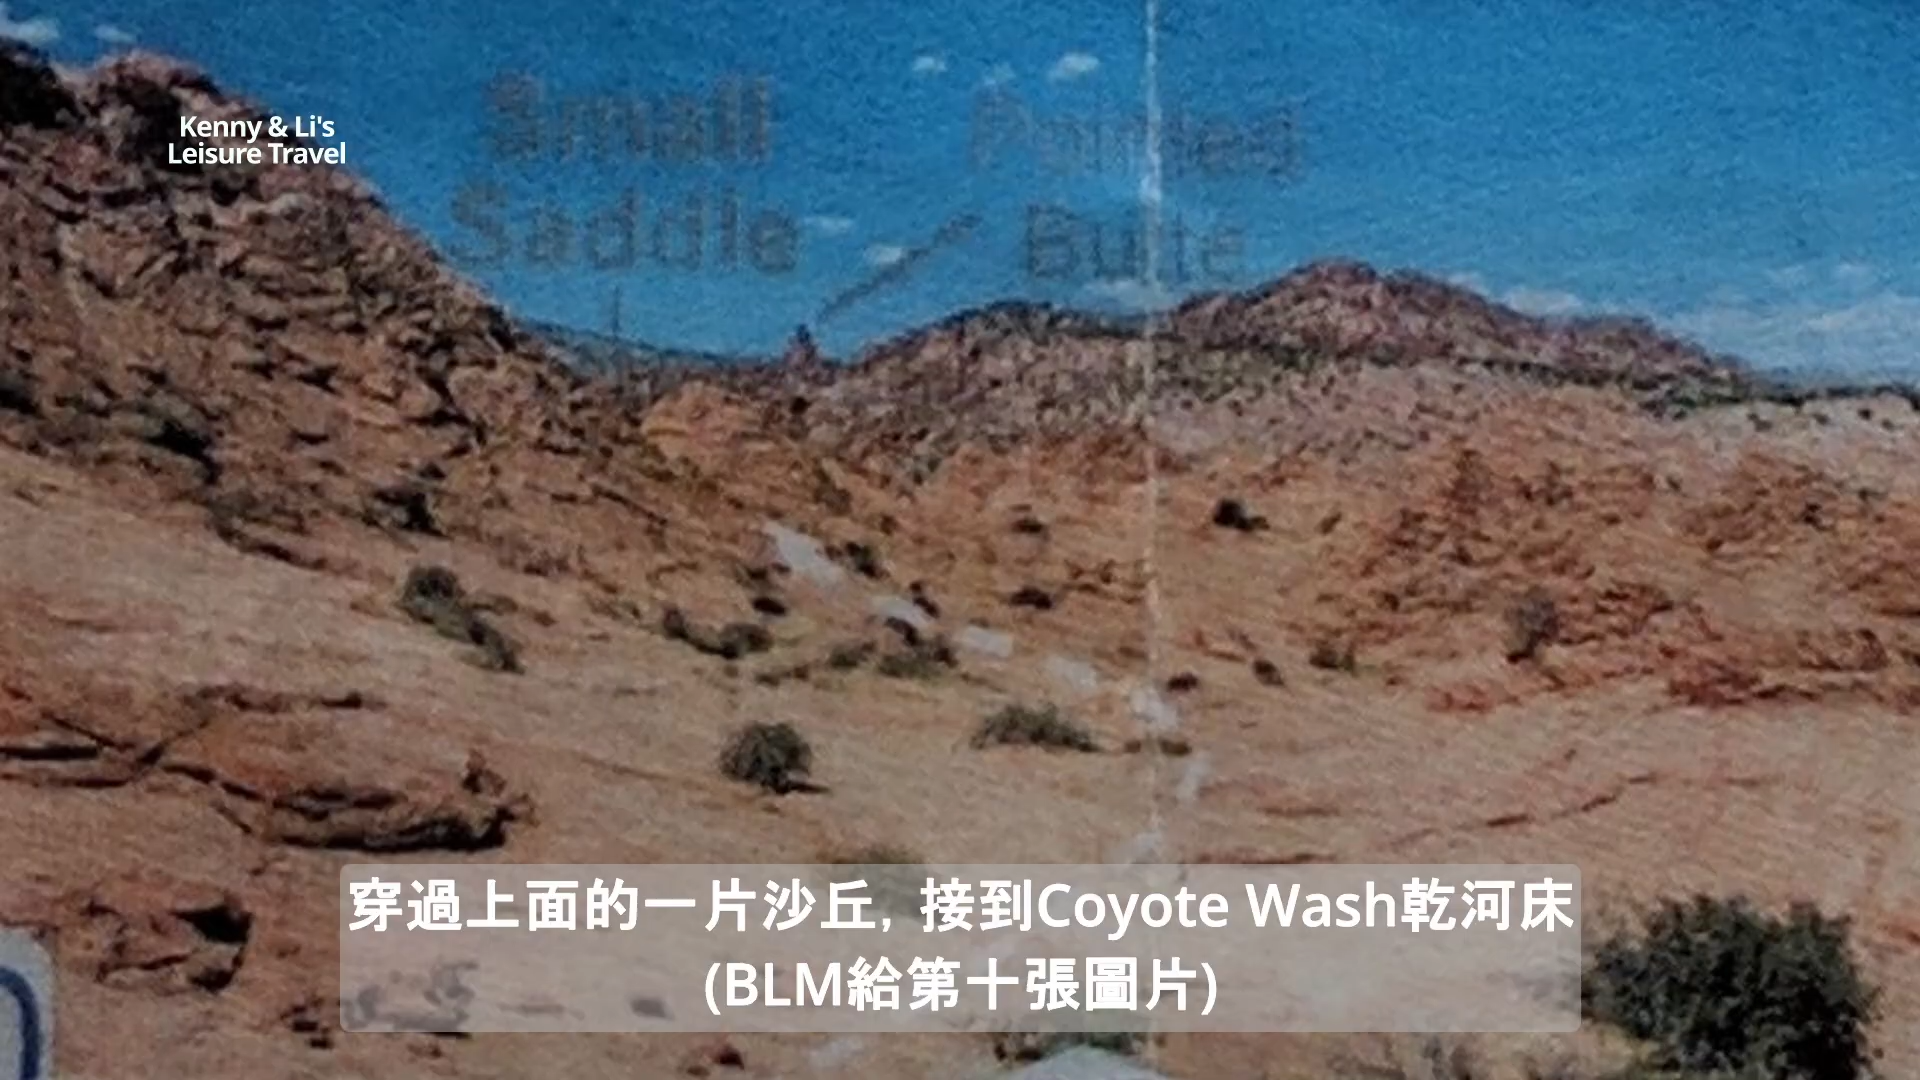 Kenny & Li's
Leisure Travel
Small
Saddle
Pointed
Butte
穿過上面的一片沙丘, 接到Coyote Wash乾河床
(BLM給第十張圖片)